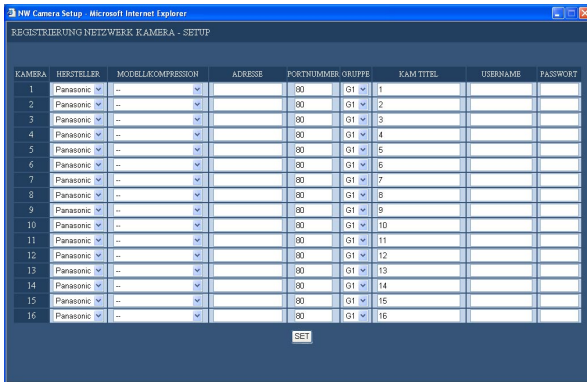 NW Camera Setup - Microsoft Internet Explorer
REGISTRIERUNG NETZWERK KAMERA - SETUP
KAMERA HERSTELLER MODELL/KOMPRESSION ADRESSE PORTNUMMER GRUPPE KAM TITEL USERNAME PASSWORT
1 Panasonic -- 80 G1 1
2 Panasonic -- 80 G1 2
3 Panasonic -- 80 G1 3
4 Panasonic -- 80 G1 4
5 Panasonic -- 80 G1 5
6 Panasonic -- 80 G1 6
7 Panasonic -- 80 G1 7
8 Panasonic -- 80 G1 8
9 Panasonic -- 80 G1 9
10 Panasonic -- 80 G1 10
11 Panasonic -- 80 G1 11
12 Panasonic -- 80 G1 12
13 Panasonic -- 80 G1 13
14 Panasonic -- 80 G1 14
15 Panasonic -- 80 G1 15
16 Panasonic -- 80 G1 16
SET